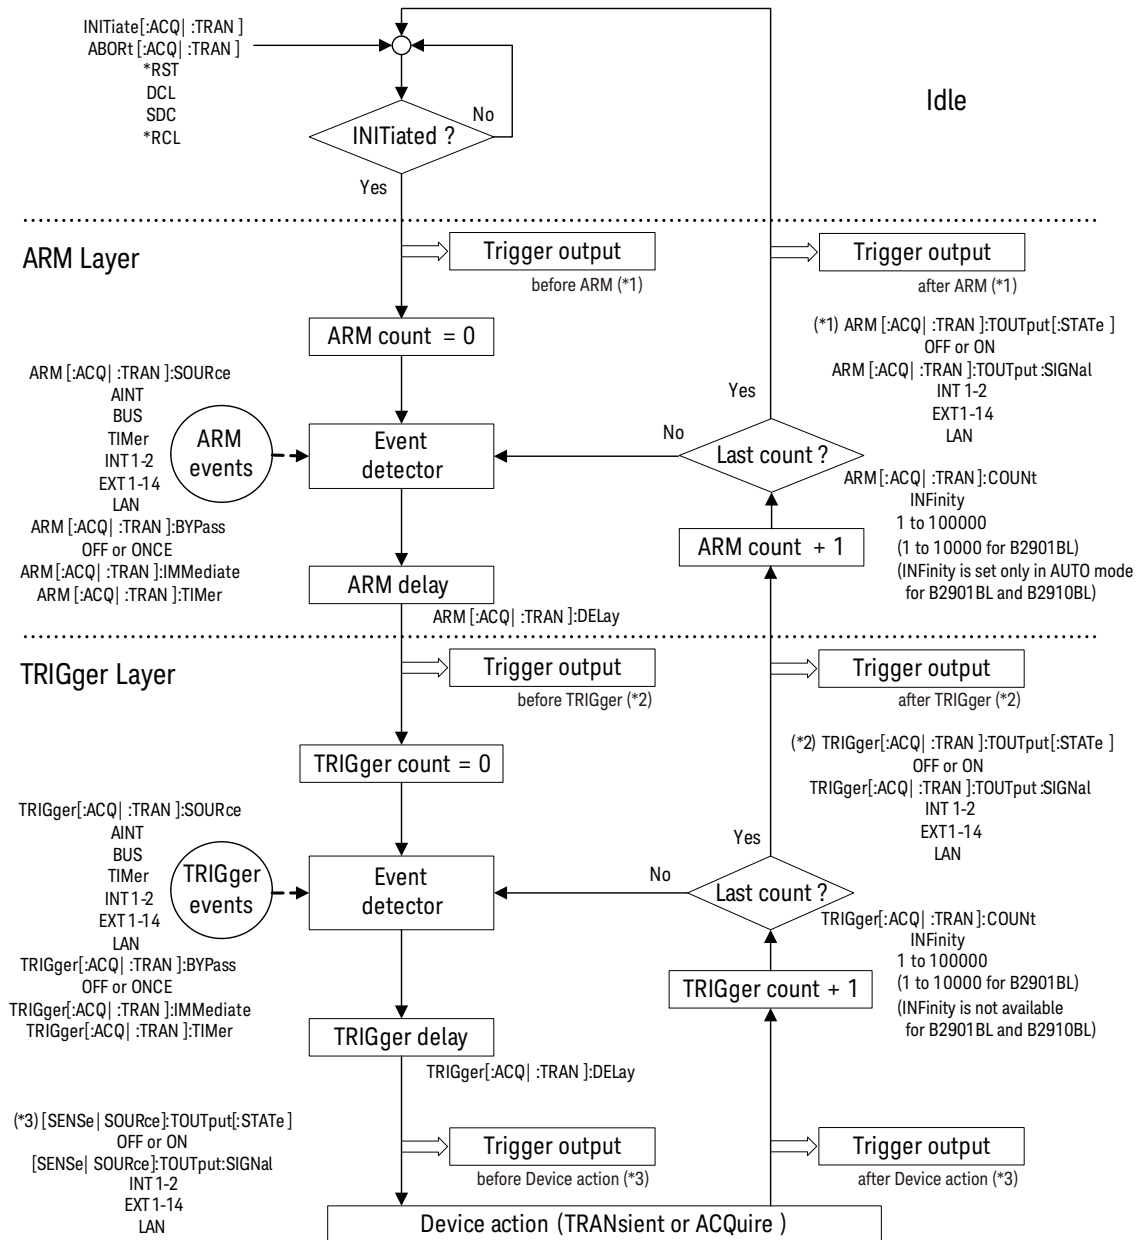 INITiate[:ACQ| :TRAN ]
ABORt [:ACQ| :TRAN ]
*RST
DCL
SDC
*RCL
INITiated ?
No
Yes
Idle
ARM Layer
Trigger output
before ARM (*1)
Trigger output
after ARM (*1)
ARM count = 0
(*1) ARM [:ACQ| :TRAN ]:TOUTput[:STATe ]
OFF or ON
ARM [:ACQ| :TRAN ]:TOUTput :SIGNal
INT 1-2
EXT1-14
LAN
ARM [:ACQ| :TRAN ]:SOURce
AINT
BUS
TIMer
INT 1-2
EXT 1-14
LAN
ARM [:ACQ| :TRAN ]:BYPass
OFF or ONCE
ARM [:ACQ| :TRAN ]:IMMediate
ARM [:ACQ| :TRAN ]:TIMer
ARM
events
Event
detector
No
Yes
Last count ?
ARM [:ACQ| :TRAN ]:COUNt
INFinity
1 to 100000
(1 to 10000 for B2901BL)
(INFinity is set only in AUTO mode
for B2901BL and B2910BL)
ARM count + 1
ARM delay
ARM [:ACQ| :TRAN ]:DELay
TRIGger Layer
Trigger output
before TRIGger (*2)
Trigger output
after TRIGger (*2)
TRIGger count = 0
(*2) TRIGger[:ACQ| :TRAN ]:TOUTput[:STATe ]
OFF or ON
TRIGger[:ACQ| :TRAN ]:TOUTput :SIGNal
INT 1-2
EXT1-14
LAN
TRIGger[:ACQ| :TRAN ]:SOURce
AINT
BUS
TIMer
INT 1-2
EXT 1-14
LAN
TRIGger[:ACQ| :TRAN ]:BYPass
OFF or ONCE
TRIGger[:ACQ| :TRAN ]:IMMediate
TRIGger[:ACQ| :TRAN ]:TIMer
TRIGger
events
Event
detector
No
Yes
Last count ?
TRIGger[:ACQ| :TRAN ]:COUNt
INFinity
1 to 100000
(1 to 10000 for B2901BL)
(INFinity is not available
for B2901BL and B2910BL)
TRIGger count + 1
TRIGger delay
TRIGger[:ACQ| :TRAN ]:DELay
(*3) [SENSe| SOURce]:TOUTput[:STATe ]
OFF or ON
[SENSe| SOURce]:TOUTput:SIGNal
INT 1-2
EXT 1-14
LAN
Trigger output
before Device action (*3)
Trigger output
after Device action (*3)
Device action (TRANsient or ACQuire )